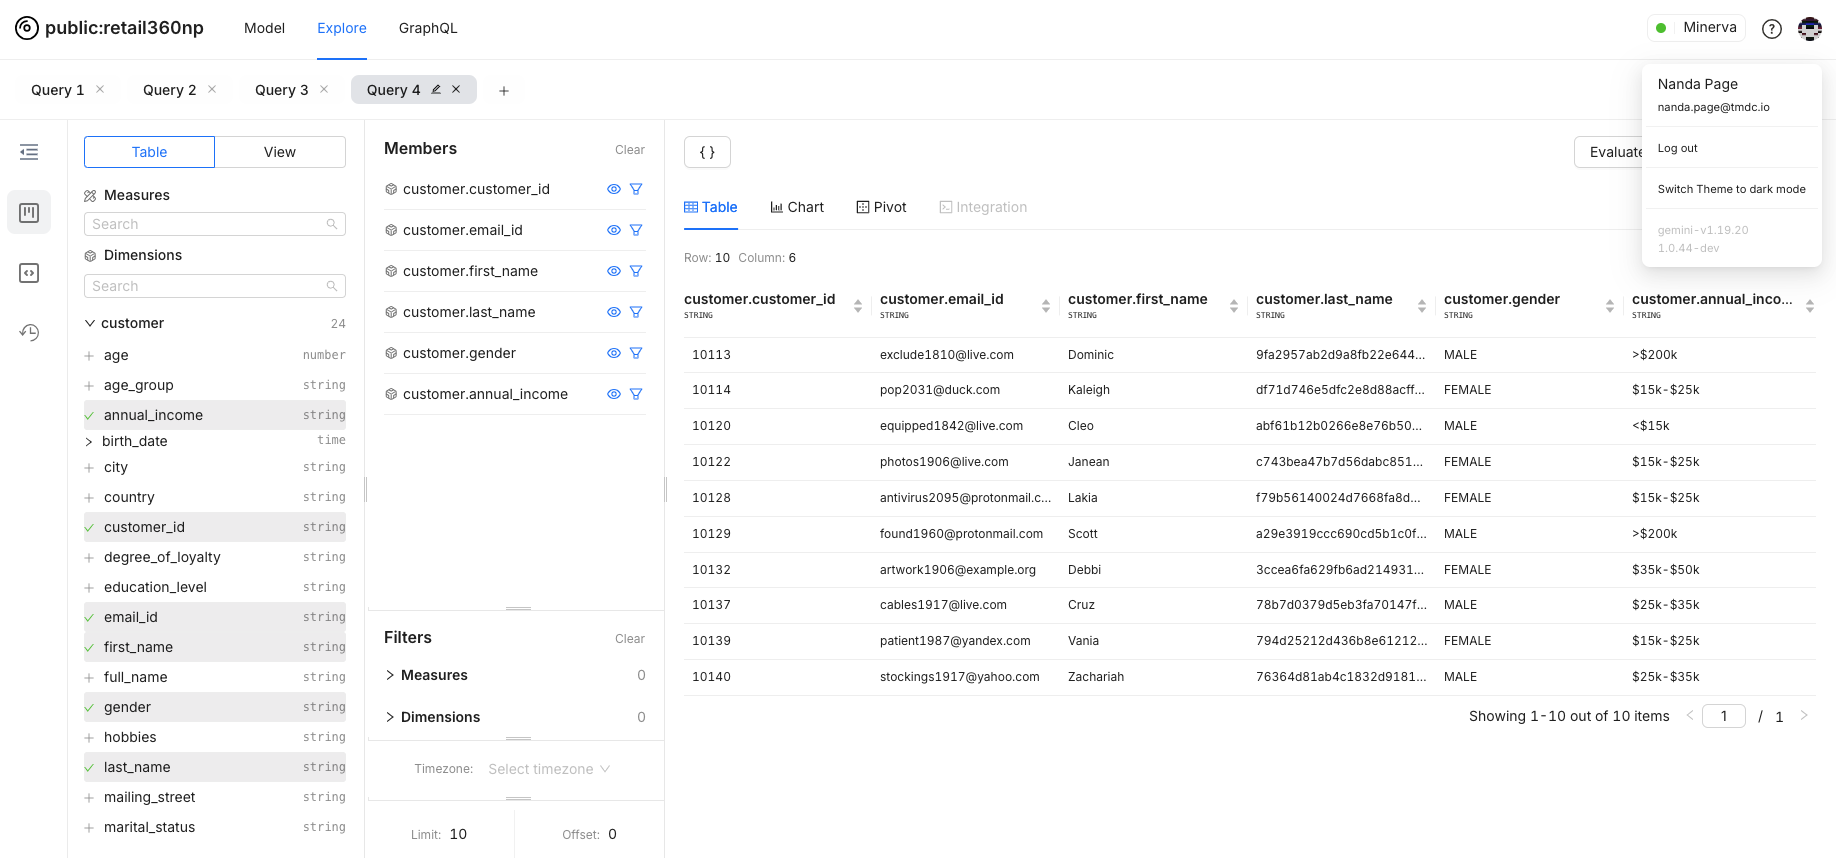 public:retail360np
Model
Explore
GraphQL
Minerva
Query 1
Query 2
Query 3
Query 4
Nanda Page
nanda.page@tmdc.io
Log out
Switch Theme to dark mode
gemini-v1.19.20
1.0.44-dev
Table
View
Measures
Search
Dimensions
Search
customer 24
age number
age_group string
annual_income string
birth_date time
city string
country string
customer_id string
degree_of_loyalty string
education_level string
email_id string
first_name string
full_name string
gender string
hobbies string
last_name string
mailing_street string
marital_status string
Members Clear
customer.customer_id
customer.email_id
customer.first_name
customer.last_name
customer.gender
customer.annual_income
Filters Clear
Measures 0
Dimensions 0
Timezone: Select timezone
Limit: 10
Offset: 0
{ }
Evaluate
Table
Chart
Pivot
Integration
Row: 10 Column: 6
customer.customer_id customer.email_id customer.first_name customer.last_name customer.gender customer.annual_inco...
STRING STRING STRING STRING STRING STRING
10113 exclude1810@live.com Dominic 9fa2957ab2d9a8fb22e644... MALE >$200k
10114 pop2031@duck.com Kaleigh df71d746e5dfc2e8d88acff... FEMALE $15k-$25k
10120 equipped1842@live.com Cleo abf61b12b0266e8e76b50... MALE <$15k
10122 photos1906@live.com Janean c743bea47b7d56dabc851... FEMALE $15k-$25k
10128 antivirus2095@protonmail.c... Lakia f79b56140024d7668fa8d... FEMALE $15k-$25k
10129 found1960@protonmail.com Scott a29e3919ccc690cd5b1c0f... MALE >$200k
10132 artwork1906@example.org Debbi 3ccea6fa629fb6ad214931... FEMALE $35k-$50k
10137 cables1917@live.com Cruz 78b7d0379d5eb3fa70147f... MALE $25k-$35k
10139 patient1987@yandex.com Vania 794d25212d436b8e61212... FEMALE $15k-$25k
10140 stockings1917@yahoo.com Zachariah 76364d81ab4c1832d9181... MALE $25k-$35k
Showing 1-10 out of 10 items < 1 / 1 >